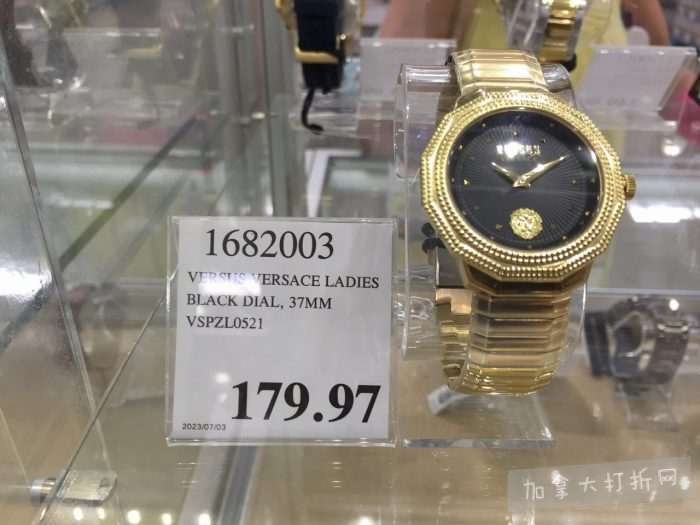 1682003
VERSUS VERSACE LADIES
BLACK DIAL, 37MM
VSPZL0521
179.97
2023/07/03
VERSUS
加拿大打折网